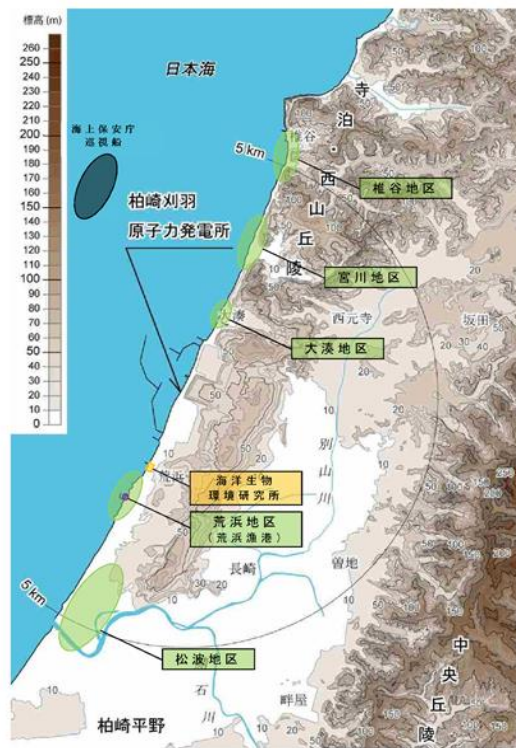 標高 (m)
260
250
240
230
220
210
200
190
180
170
160
150
140
130
120
110
100
90
80
70
60
50
40
30
20
10
0
日本海
海上保安庁
巡視船
柏崎刈羽
原子力発電所
5 km
椎谷
寺
泊
西
山
丘
陵
椎谷地区
宮川地区
大湊
大湊地区
西元寺
坂田
別
山
川
荒浜
海洋生物
環境研究所
荒浜地区
(荒浜漁港)
長崎
曽地
5 km
松波地区
中
央
丘
陵
石
川
畔屋
柏崎平野